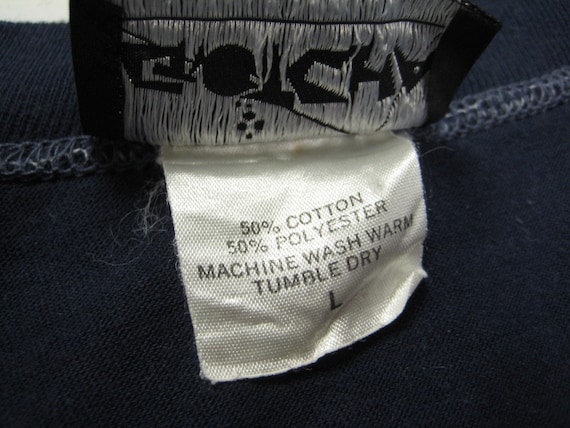 50% COTTON
50% POLYESTER
MACHINE WASH WARM
TUMBLE DRY
L